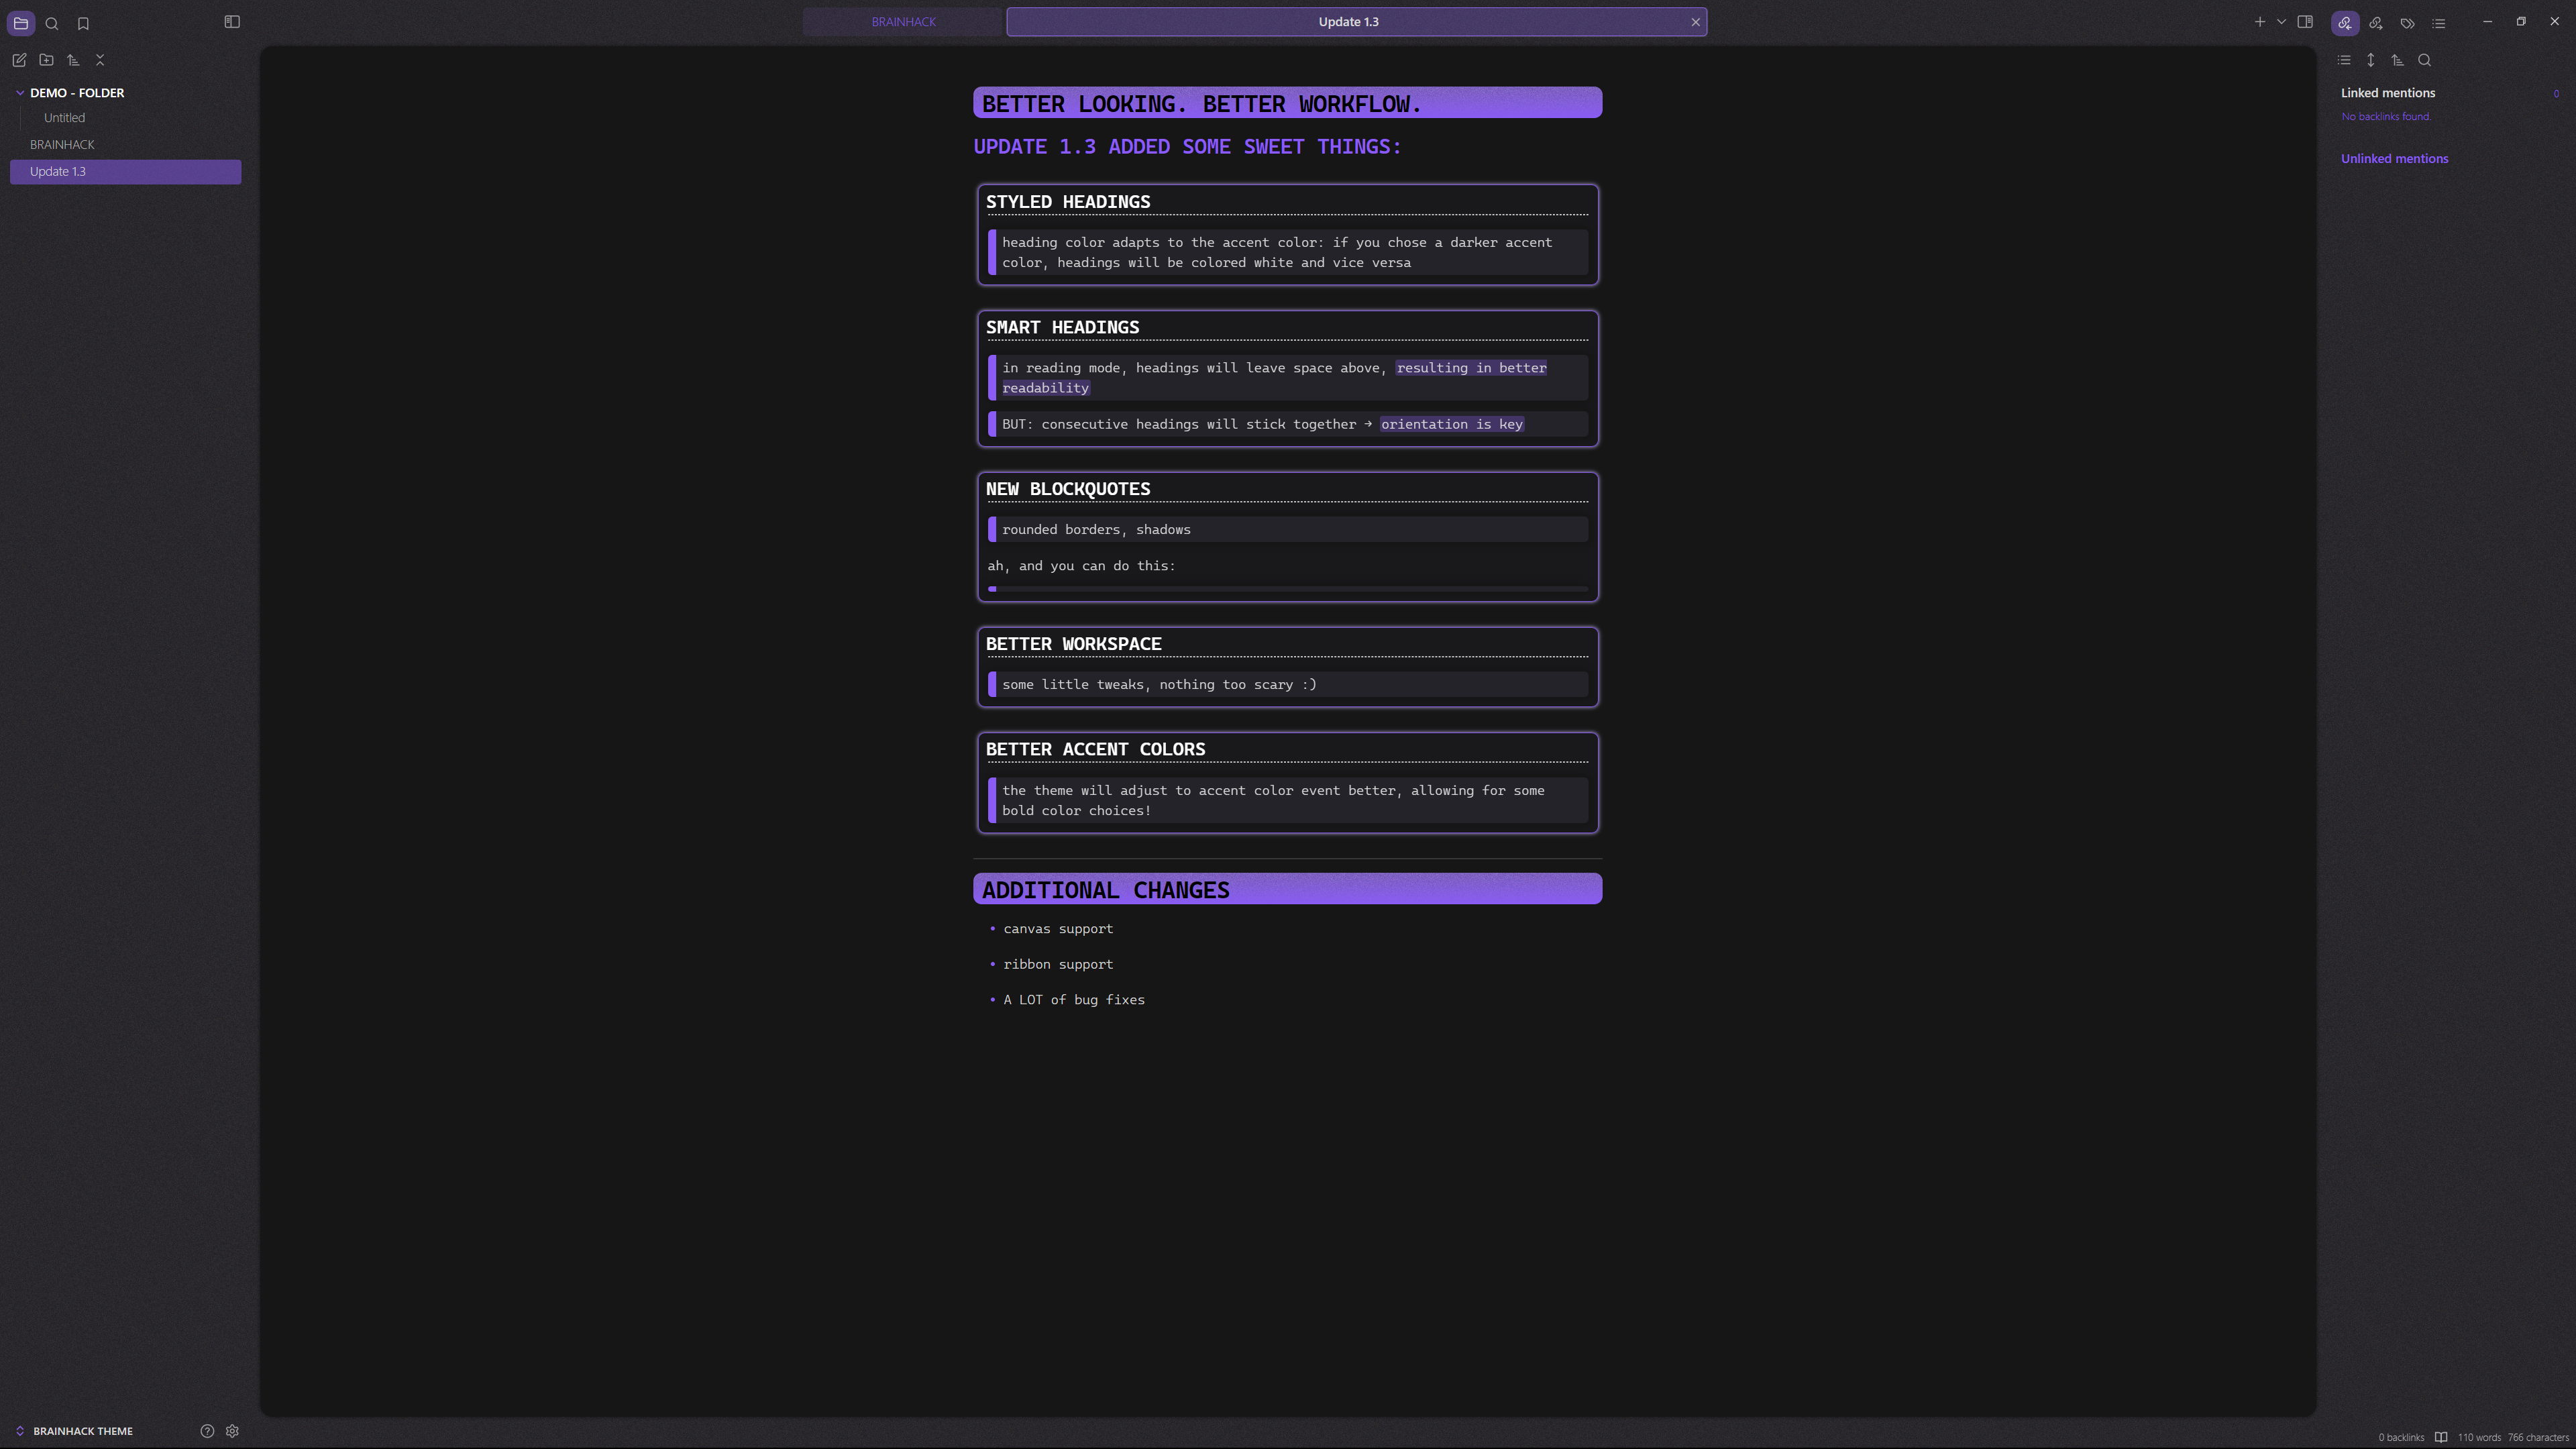 BRAINHACK
Update 1.3
DEMO - FOLDER
Untitled
BRAINHACK
Update 1.3
BETTER LOOKING. BETTER WORKFLOW.
UPDATE 1.3 ADDED SOME SWEET THINGS:
STYLED HEADINGS
heading color adapts to the accent color: if you chose a darker accent
color, headings will be colored white and vice versa
SMART HEADINGS
in reading mode, headings will leave space above, resulting in better
readability
BUT: consecutive headings will stick together → orientation is key
NEW BLOCKQUOTES
rounded borders, shadows
ah, and you can do this:
BETTER WORKSPACE
some little tweaks, nothing too scary :)
BETTER ACCENT COLORS
the theme will adjust to accent color event better, allowing for some
bold color choices!
ADDITIONAL CHANGES
• canvas support
• ribbon support
• A LOT of bug fixes
Linked mentions 0
No backlinks found.
Unlinked mentions
BRAINHACK THEME
0 backlinks 110 words 766 characters